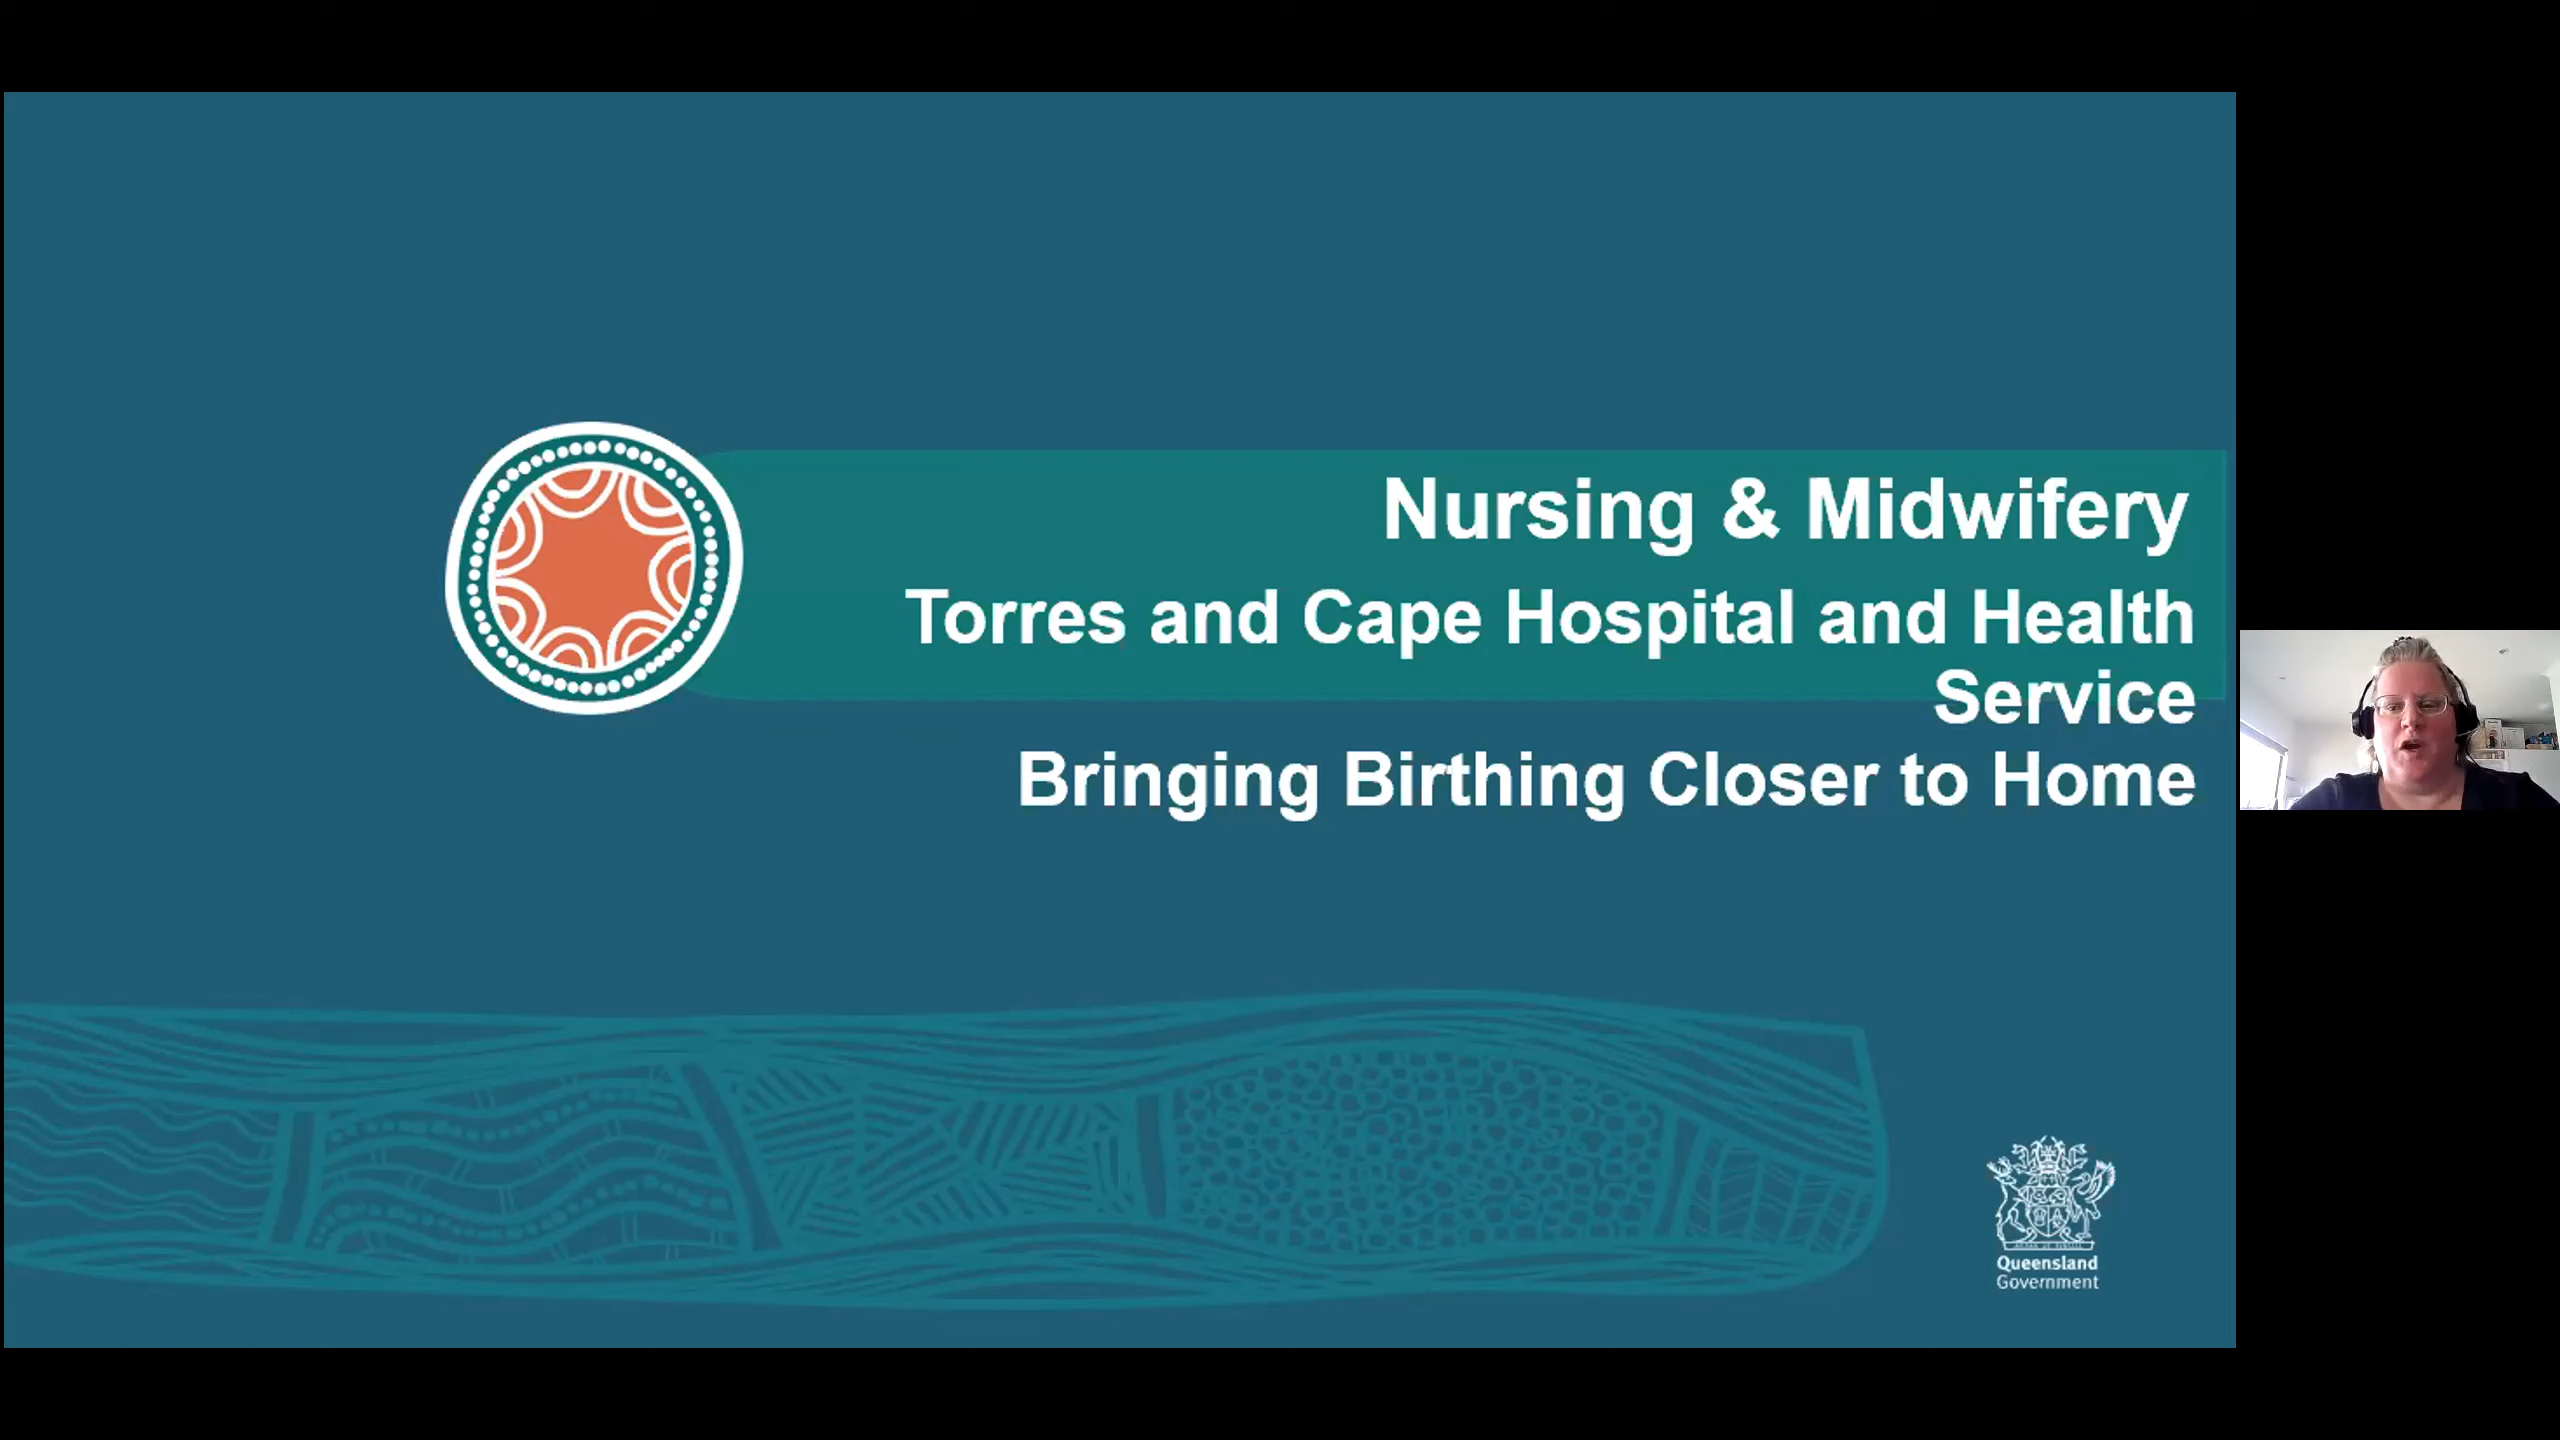 Nursing & Midwifery
Torres and Cape Hospital and Health
Service
Bringing Birthing Closer to Home
Queensland
Government